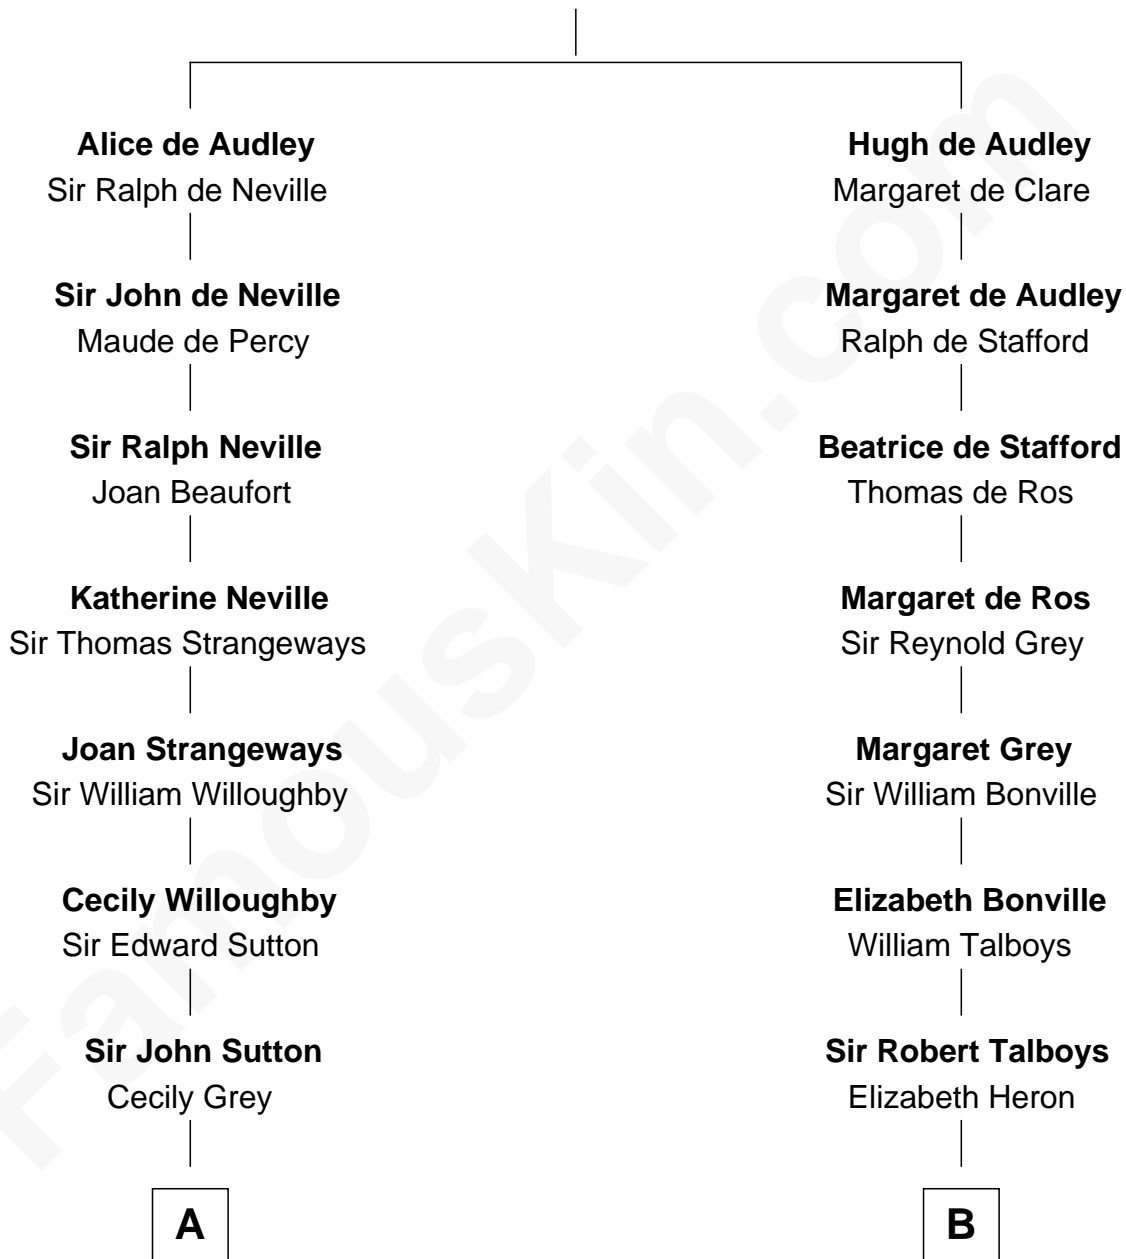 Alice de Audley
Sir Ralph de Neville
Sir John de Neville
Maude de Percy
Sir Ralph Neville
Joan Beaufort
Katherine Neville
Sir Thomas Strangeways
Joan Strangeways
Sir William Willoughby
Cecily Willoughby
Sir Edward Sutton
Sir John Sutton
Cecily Grey
A
Hugh de Audley
Margaret de Clare
Margaret de Audley
Ralph de Stafford
Beatrice de Stafford
Thomas de Ros
Margaret de Ros
Sir Reynold Grey
Margaret Grey
Sir William Bonville
Elizabeth Bonville
William Talboys
Sir Robert Talboys
Elizabeth Heron
B
FamousKin.com